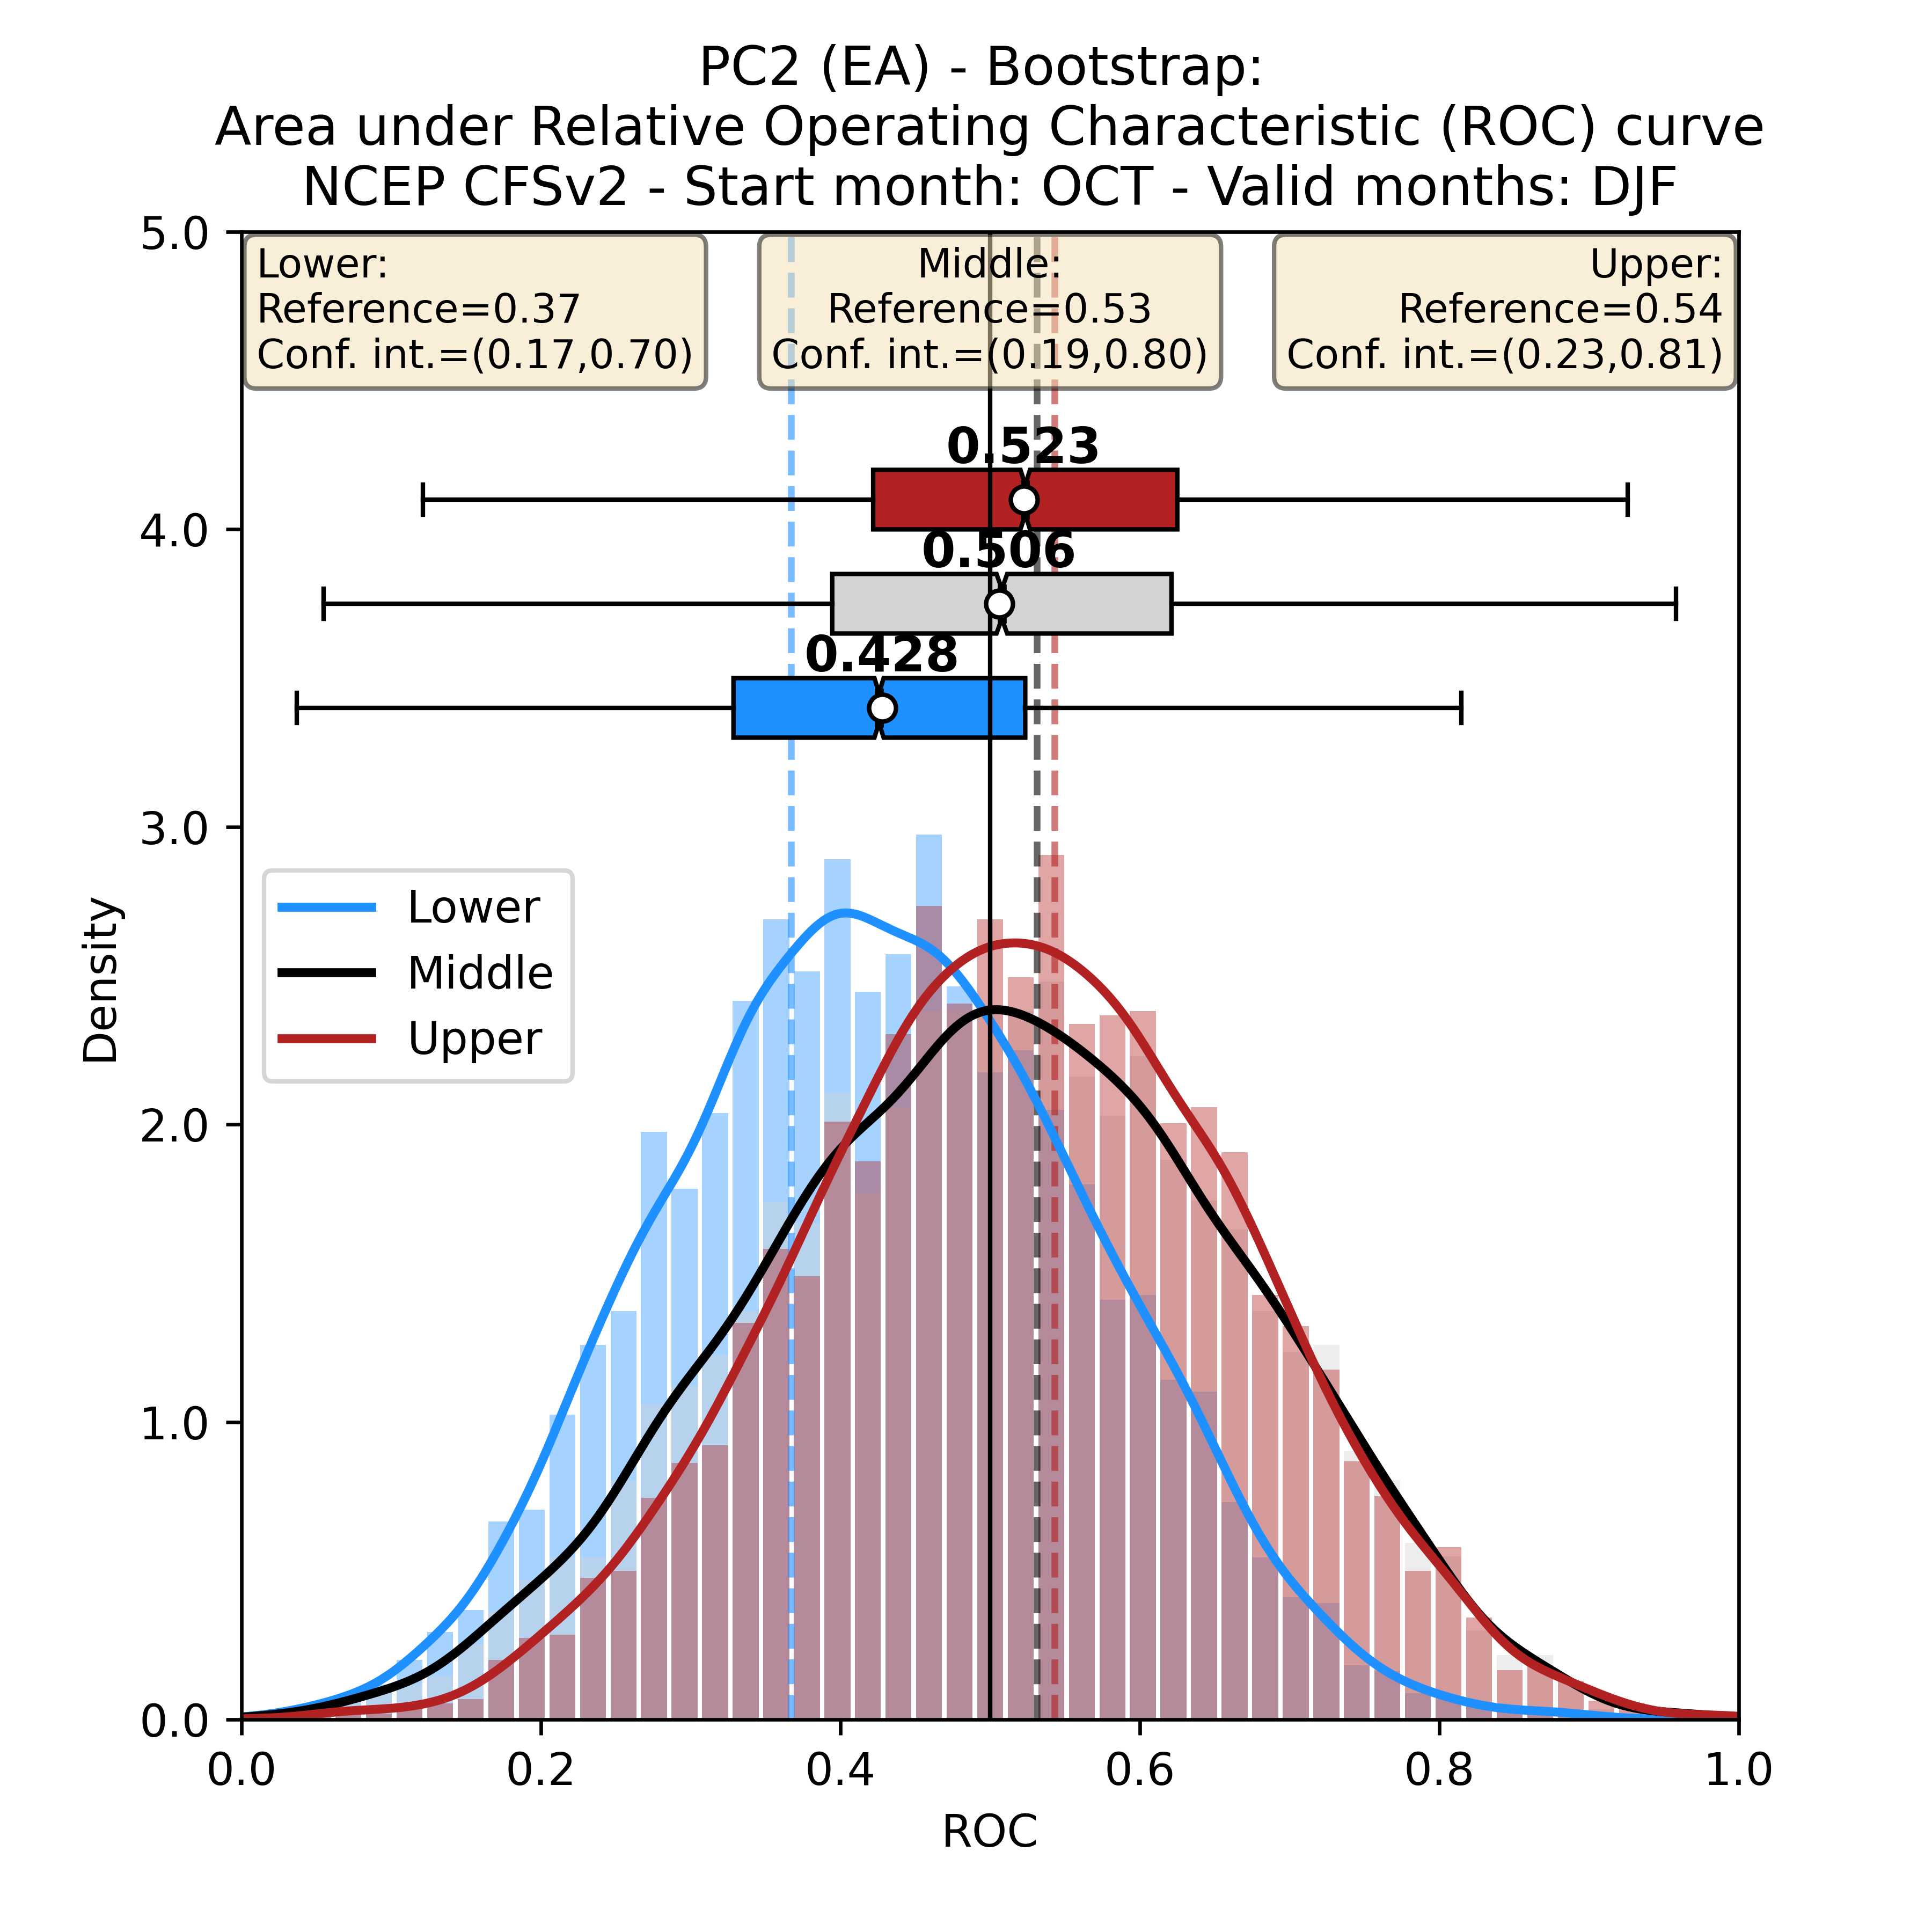 PC2 (EA) - Bootstrap:
Area under Relative Operating Characteristic (ROC) curve
NCEP CFSv2 - Start month: OCT - Valid months: DJF
5.0
4.0
3.0
2.0
1.0
0.0
Density
Lower:
Reference=0.37
Conf. int.=(0.17,0.70)
Middle:
Reference=0.53
Conf. int.=(0.19,0.80)
Upper:
Reference=0.54
Conf. int.=(0.23,0.81)
0.523
0.506
0.428
Lower
Middle
Upper
0.0
0.2
0.4
0.6
0.8
1.0
ROC